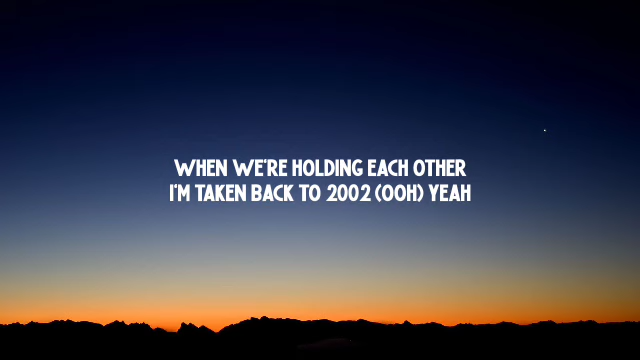 WHEN WE'RE HOLDING EACH OTHER
I'M TAKEN BACK TO 2002 (OOH) YEAH